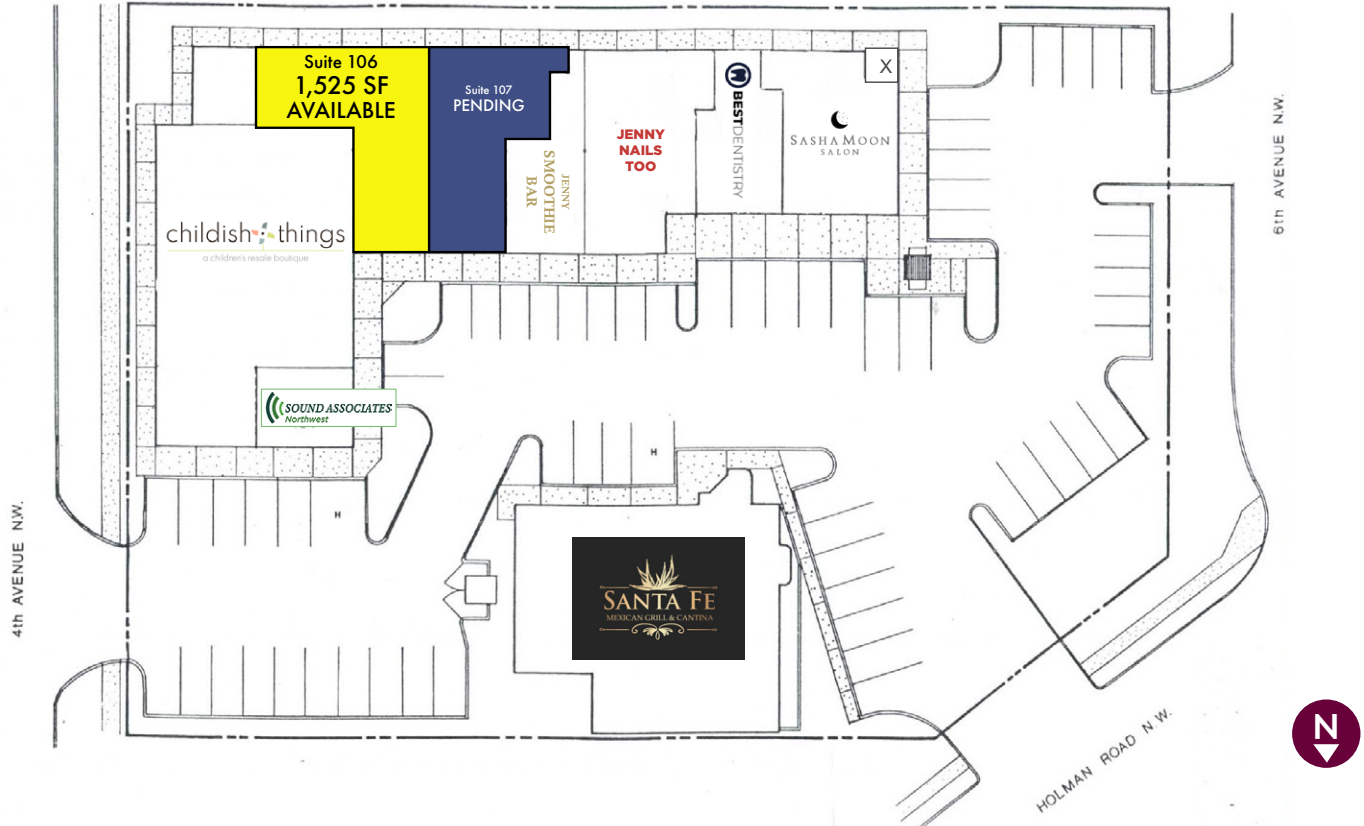 Suite 106
1,525 SF
AVAILABLE
Suite 107
PENDING
JENNY
SMOOTHIE
BAR
JENNY
NAILS
TOO
BESTDENTISTRY
X
SASHA MOON
SALON
childish things
a children's resale boutique
SOUND ASSOCIATES
Northwest
H
H
SANTA FE
MEXICAN GRILL & CANTINA
4th AVENUE N.W.
6th AVENUE N.W.
HOLMAN ROAD N.W.
N